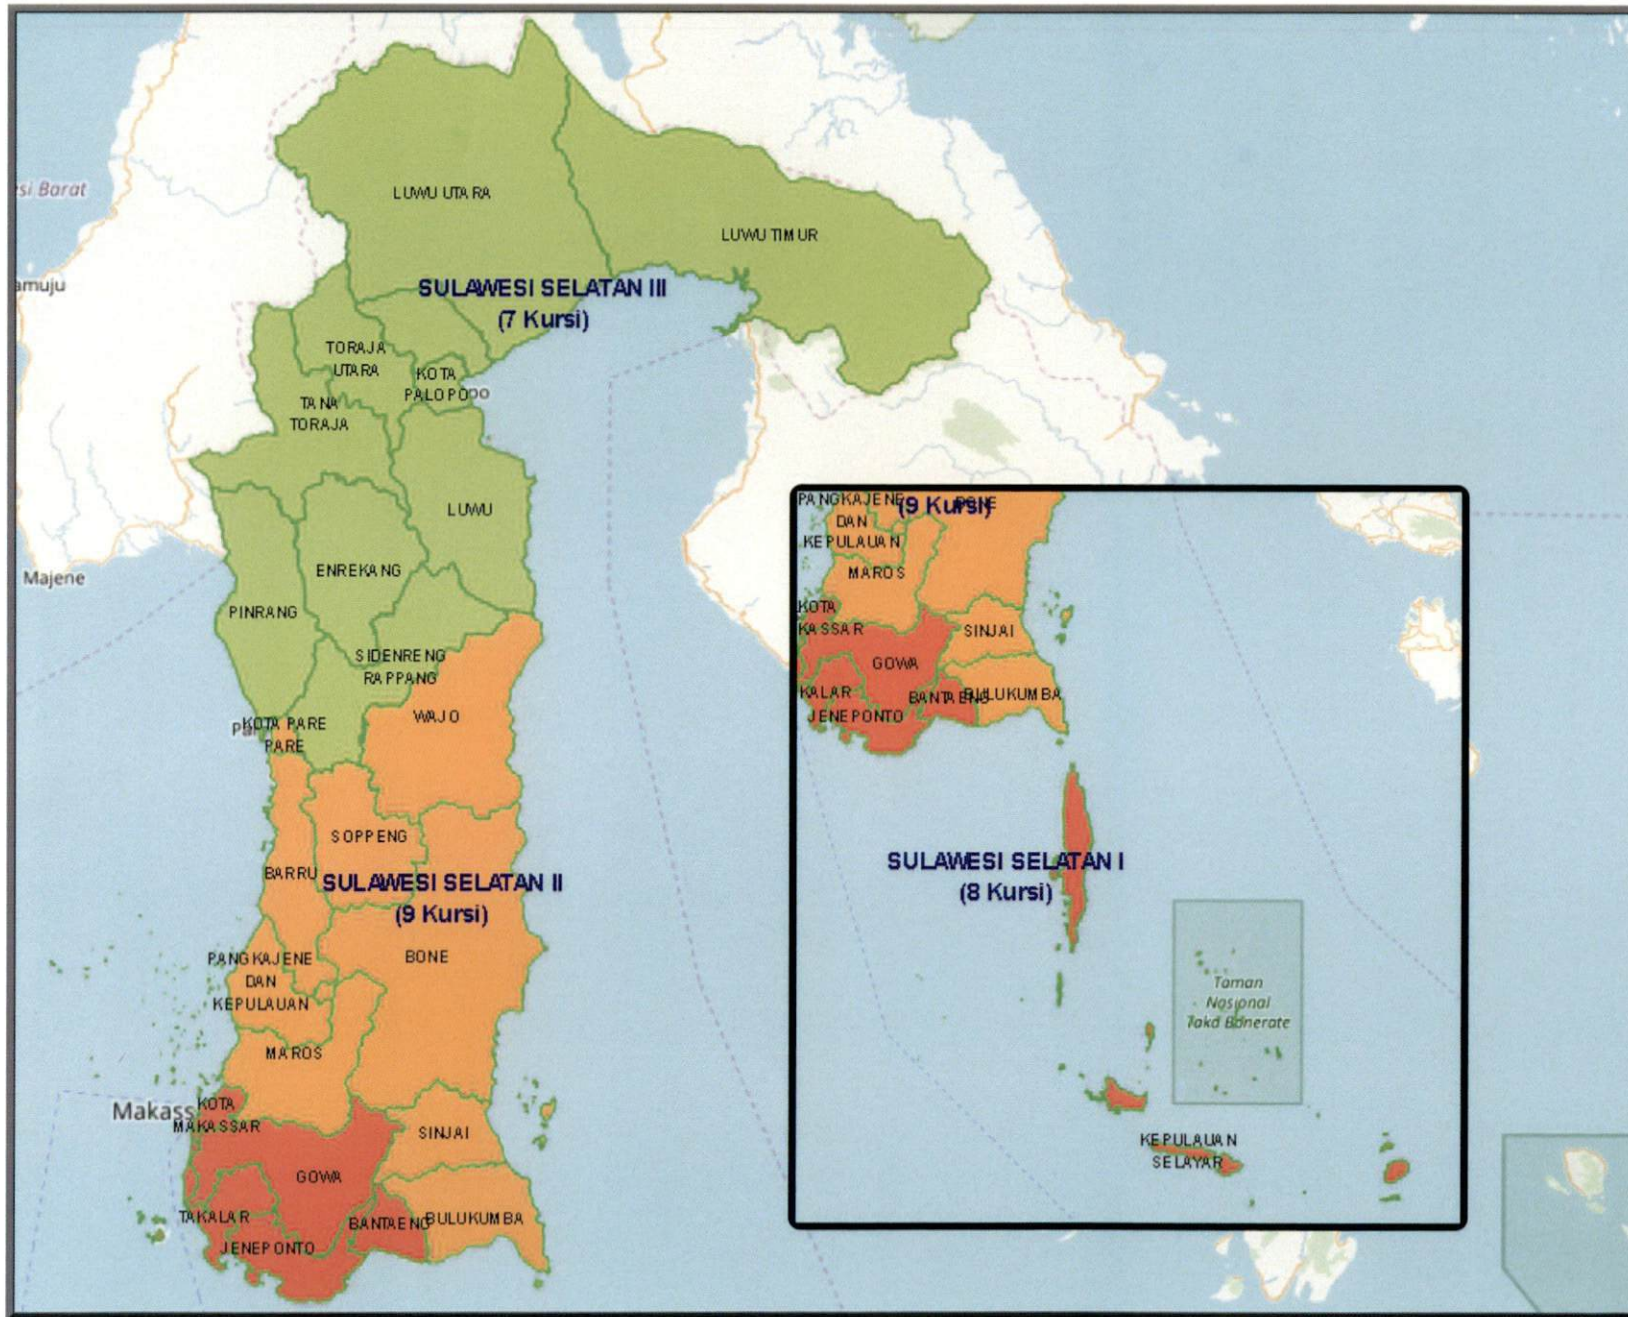 LUWU UTARA
si Barat
LUWU TIMUR
amuju
SULAWESI SELATAN III
(7 Kursi)
TORAJA
UTARA
KOTA
PALOPO
po
TANA
TORAJA
LUWU
ENREKANG
Majene
PINRANG
SIDENRENG
RAPPANG
WAJO
Par
KOTA PARE
PARE
SOPPENG
BARRU
SULAWESI SELATAN II
(9 Kursi)
PANGKAJENE
DAN
KEPULAUAN
BONE
MAROS
Makass
KOTA
MAKASSAR
SINJAI
GOWA
TAKALAR
BANTAENG
BULUKUMBA
JENEPONTO
PANGKAJENE
DAN
KEPULAUAN
(9 Kursi)
BONE
MAROS
KOTA
KASSAR
SINJAI
GOWA
KALAR
BANTAENG
BULUKUMBA
JENEPONTO
SULAWESI SELATAN I
(8 Kursi)
Taman
Nasional
Taka Bonerate
KEPULAUAN
SELAYAR